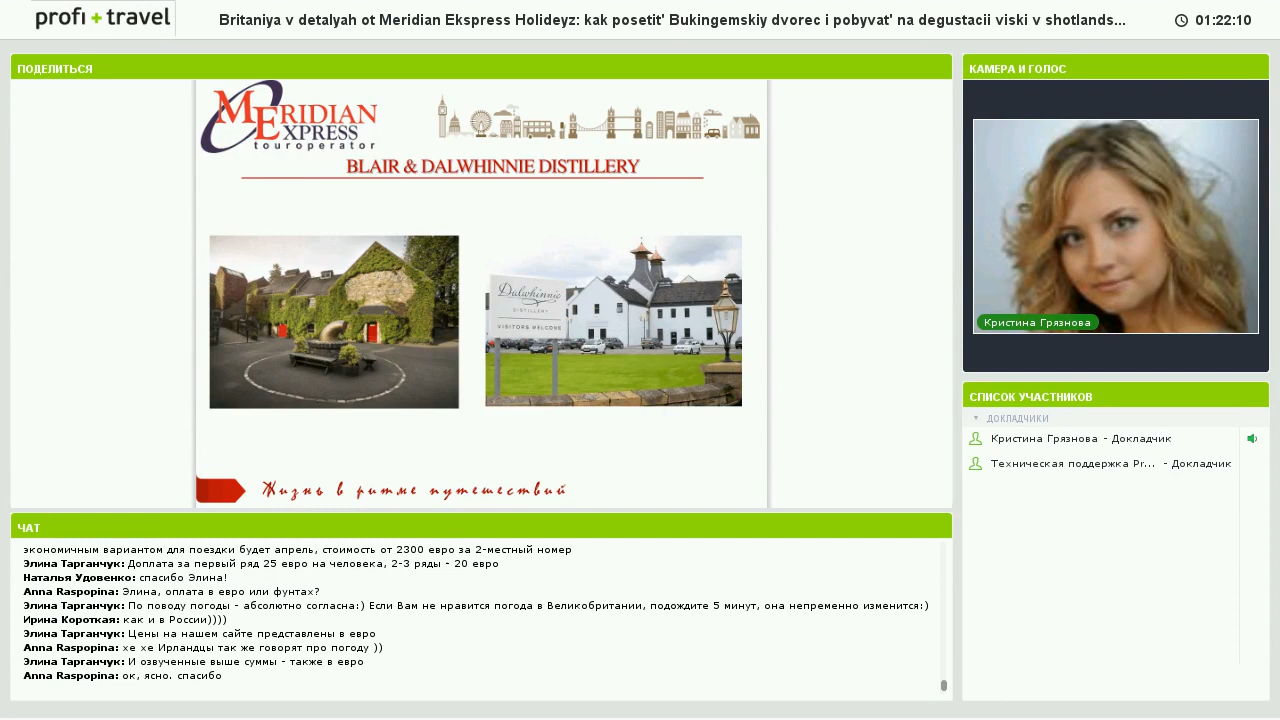 profi + travel
Britaniya v detalyah ot Meridian Ekspress Holideyz: kak posetit' Bukingemskiy dvorec i pobyvat' na degustacii viski v shotlands...
01:22:10
ПОДЕЛИТЬСЯ
MERIDIAN
EXPRESS
touroperator
BLAIR & DALWHINNIE DISTILLERY
Dalwhinnie
DISTILLERY
VISITORS WELCOME
Жизнь в ритме путешествий
КАМЕРА И ГОЛОС
Кристина Грязнова
СПИСОК УЧАСТНИКОВ
ДОКЛАДЧИКИ
Кристина Грязнова - Докладчик
Техническая поддержка Pr... - Докладчик
ЧАТ
экономичным вариантом для поездки будет апрель, стоимость от 2300 евро за 2-местный номер
Элина Тарганчук: Доплата за первый ряд 25 евро на человека, 2-3 ряды - 20 евро
Наталья Удовенко: спасибо Элина!
Anna Raspopina: Элина, оплата в евро или фунтах?
Элина Тарганчук: По поводу погоды - абсолютно согласна:) Если Вам не нравится погода в Великобритании, подождите 5 минут, она непременно изменится:)
Ирина Короткая: как и в России))))
Элина Тарганчук: Цены на нашем сайте представлены в евро
Anna Raspopina: хе хе Ирландцы так же говорят про погоду ))
Элина Тарганчук: И озвученные выше суммы - также в евро
Anna Raspopina: ок, ясно. спасибо